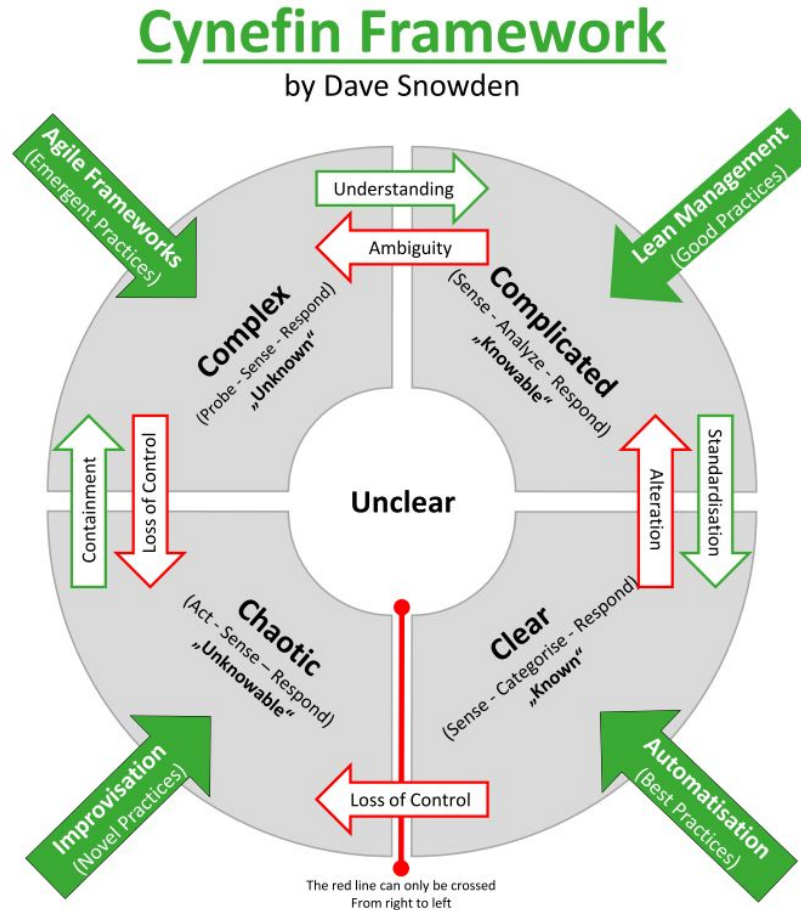 Cynefin Framework
by Dave Snowden
Agile Frameworks
(Emergent Practices)
Lean Management
(Good Practices)
Understanding
Ambiguity
Complex
(Probe - Sense - Respond)
„Unknown“
Complicated
(Sense - Analyze - Respond)
„Knowable“
Containment
Loss of Control
Unclear
Alteration
Standardisation
Chaotic
(Act - Sense – Respond)
„Unknowable“
Clear
(Sense - Categorise - Respond)
„Known“
Improvisation
(Novel Practices)
Loss of Control
Automatisation
(Best Practices)
The red line can only be crossed
From right to left